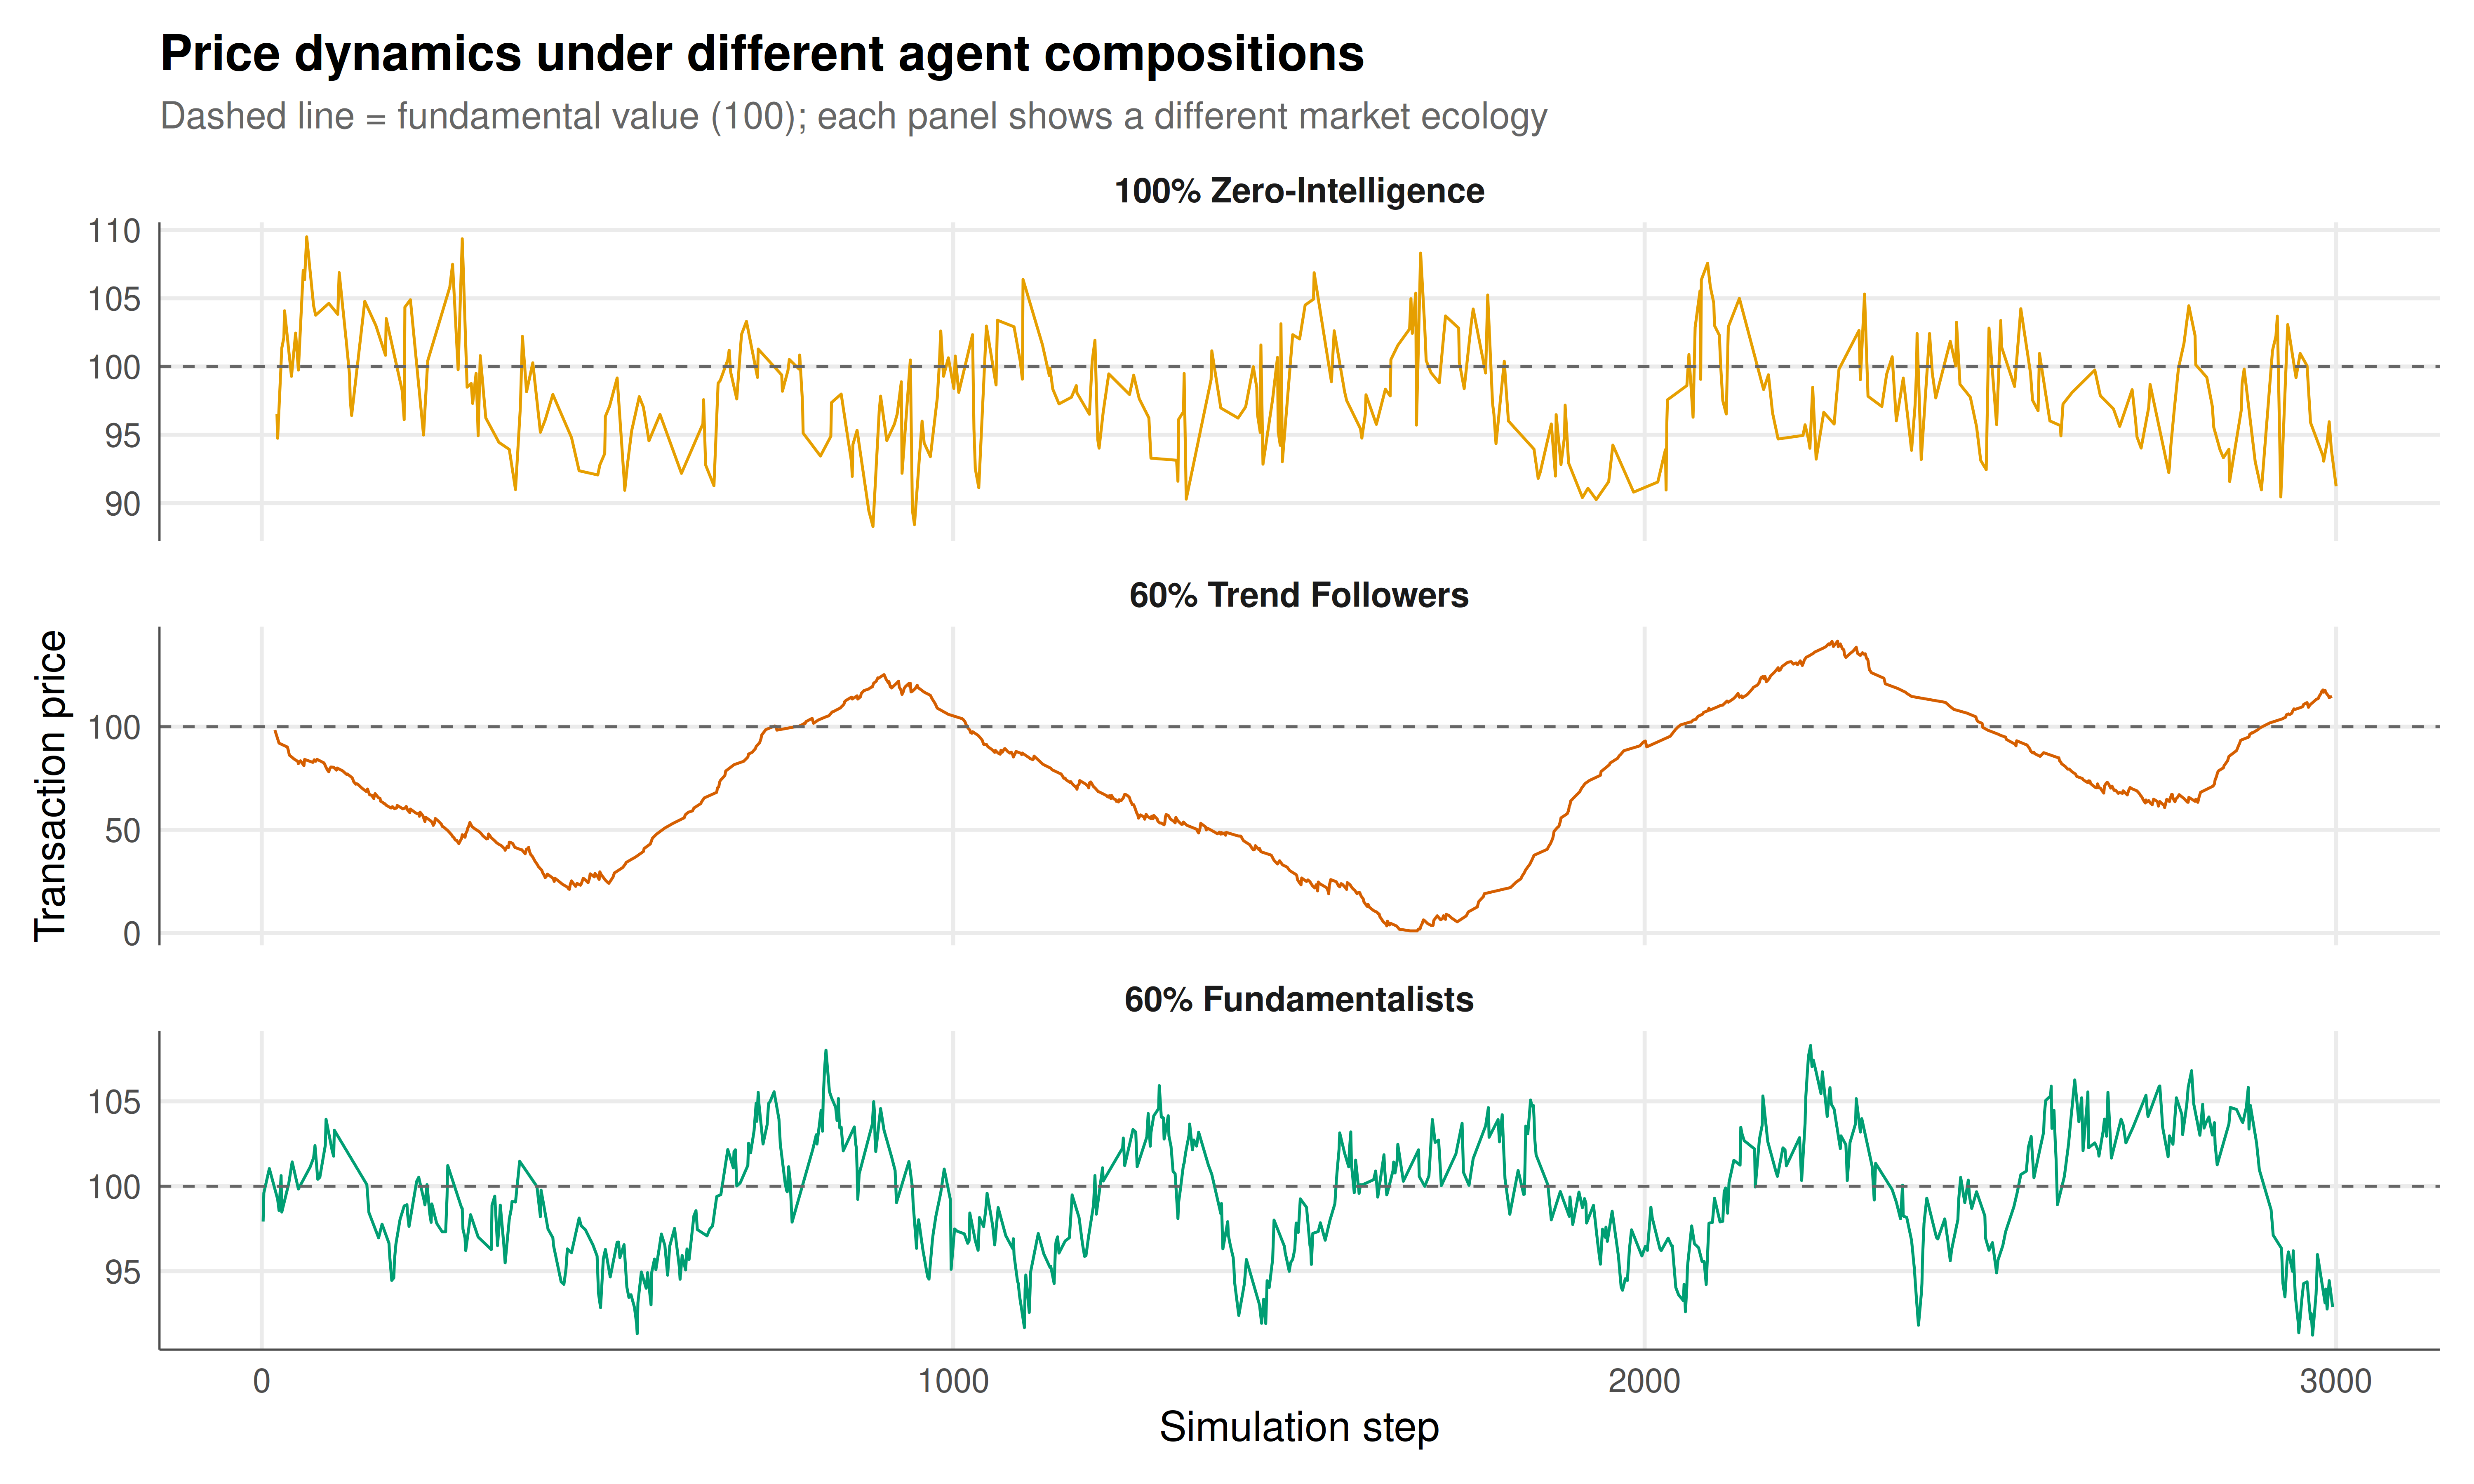 Price dynamics under different agent compositions
Dashed line = fundamental value (100); each panel shows a different market ecology
100% Zero-Intelligence
110
105
100
95
90
60% Trend Followers
Transaction price
100
50
0
60% Fundamentalists
105
100
95
0 1000 2000 3000
Simulation step